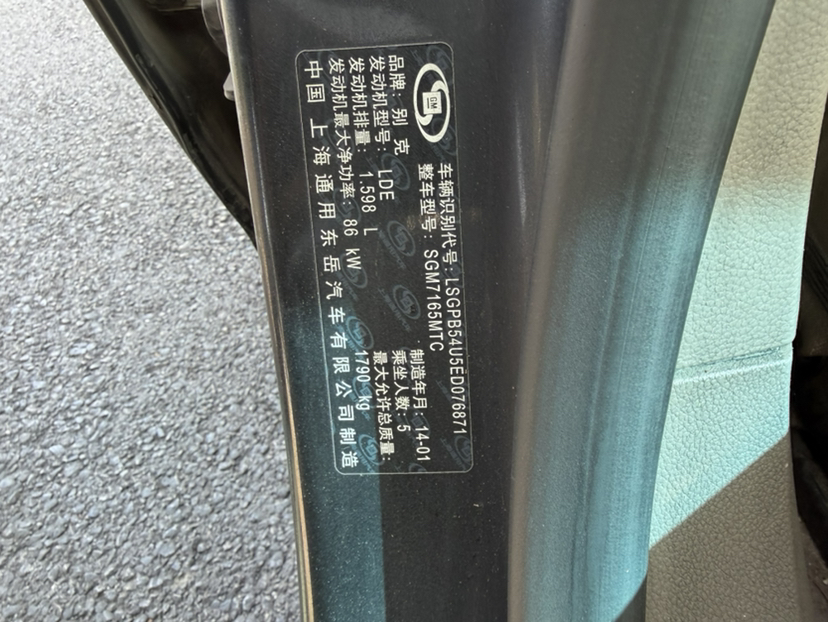 GM
车辆识别代号: LSGPB54U5ED076871
品牌: 别克
整车型号: SGM7165MTC
制造年月: 14-01
发动机型号: LDE
乘坐人数: 5
发动机排量: 1.598 L
最大允许总质量:
发动机最大净功率: 86 kW
1790 kg
中国 上海通用东岳汽车有限公司制造